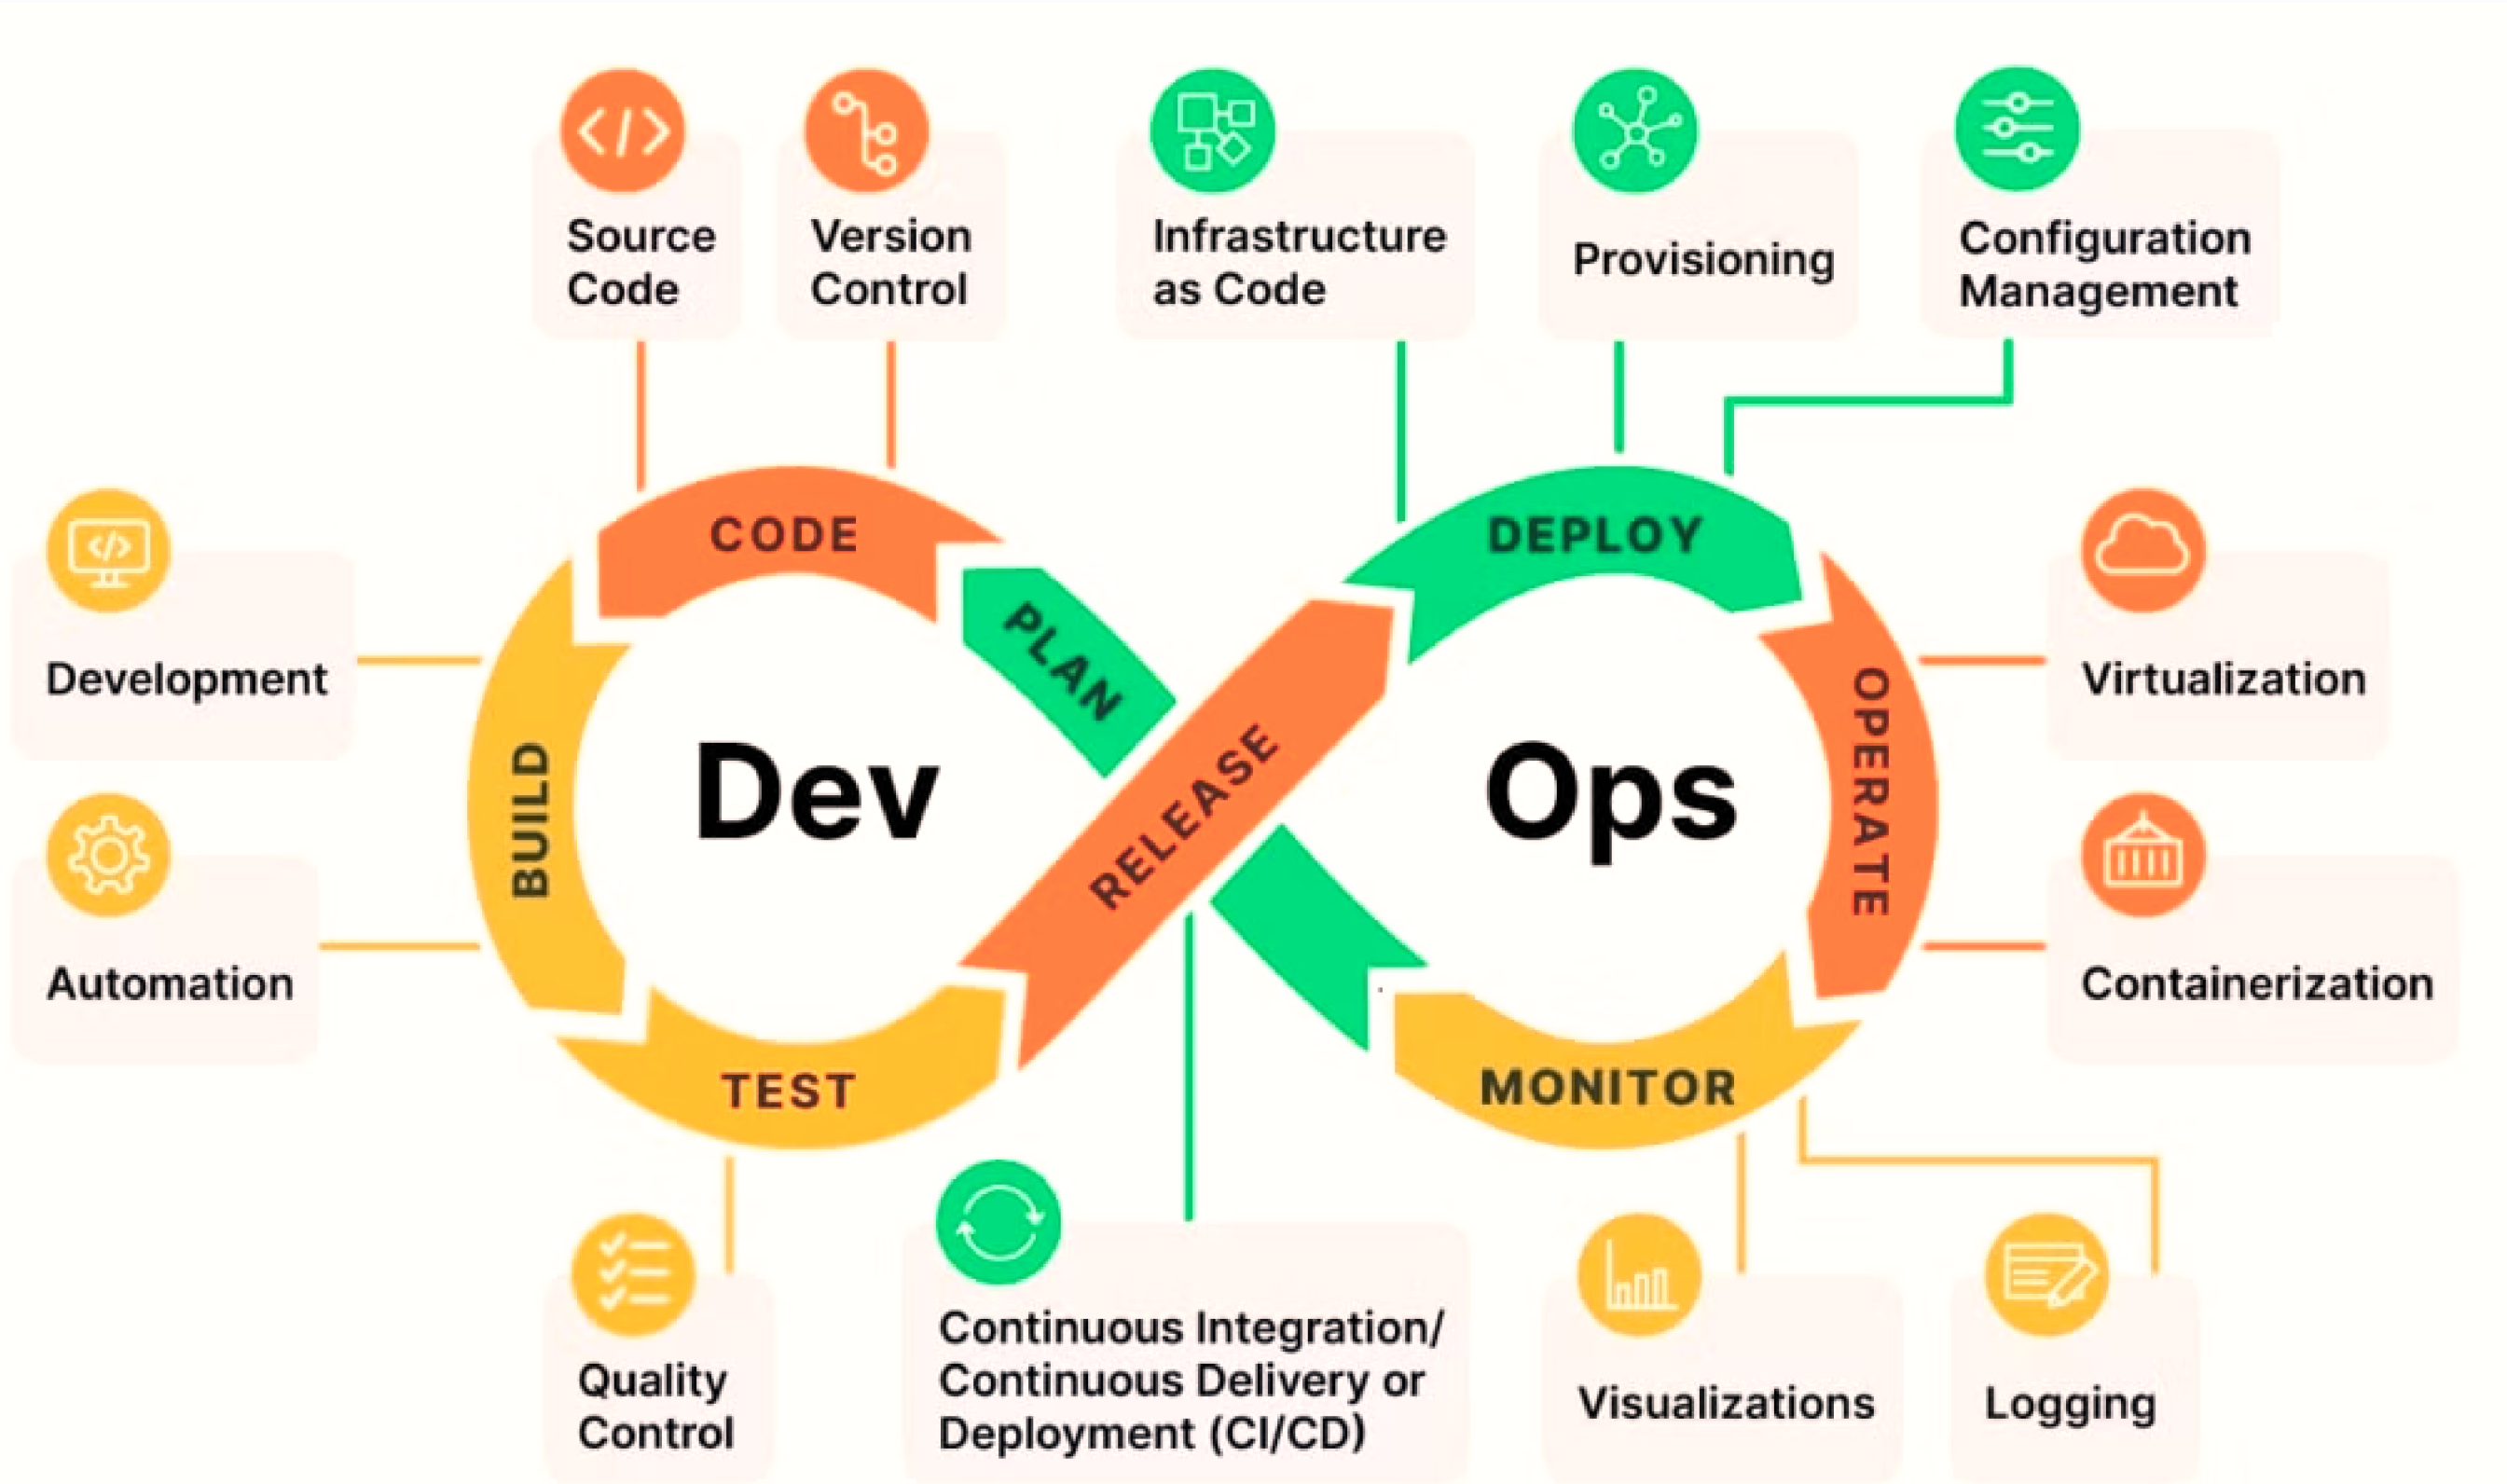 Source
Code
Version
Control
Infrastructure
as Code
Provisioning
Configuration
Management
CODE
DEPLOY
PLAN
Development
Virtualization
BUILD
Dev
RELEASE
Ops
OPERATE
Automation
Containerization
TEST
MONITOR
Quality
Control
Continuous Integration/
Continuous Delivery or
Deployment (CI/CD)
Visualizations
Logging